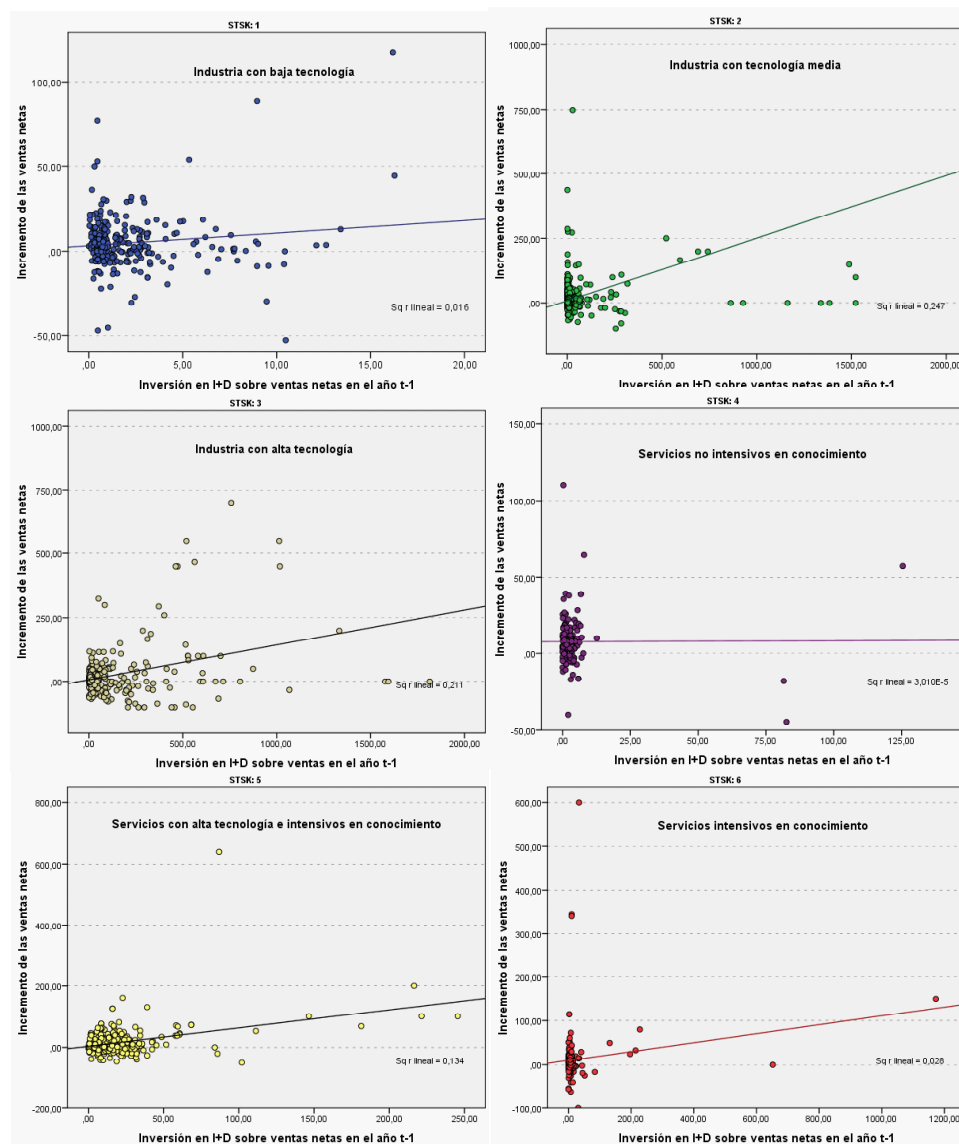 STSK: 1
Industria con baja tecnología
Incremento de las ventas netas
100,00
50,00
,00
-50,00
Sq r lineal = 0,016
,00 5,00 10,00 15,00 20,00
Inversión en I+D sobre ventas netas en el año t-1
STSK: 2
Industria con tecnología media
Incremento de las ventas netas
1000,00
750,00
500,00
250,00
,00
Sq r lineal = 0,247
,00 500,00 1000,00 1500,00 2000,00
Inversión en I+D sobre ventas netas en el año t-1
STSK: 3
Industria con alta tecnología
Incremento de las ventas netas
1000,00
750,00
500,00
250,00
,00
Sq r lineal = 0,211
,00 500,00 1000,00 1500,00 2000,00
Inversión en I+D sobre ventas en el año t-1
STSK: 4
Servicios no intensivos en conocimiento
Incremento de las ventas netas
150,00
100,00
50,00
,00
-50,00
Sq r lineal = 3,010E-5
,00 25,00 50,00 75,00 100,00 125,00
Inversión en I+D sobre ventas netas en el año t-1
STSK: 5
Servicios con alta tecnología e intensivos en conocimiento
Incremento de las ventas netas
800,00
600,00
400,00
200,00
,00
-200,00
Sq r lineal = 0,134
,00 50,00 100,00 150,00 200,00 250,00
Inversión en I+D sobre ventas netas en el año t-1
STSK: 6
Servicios intensivos en conocimiento
Incremento de las ventas netas
600,00
500,00
400,00
300,00
200,00
100,00
,00
-100,00
Sq r lineal = 0,028
,00 200,00 400,00 600,00 800,00 1000,00 1200,00
Inversión en I+D sobre ventas netas en el año t-1